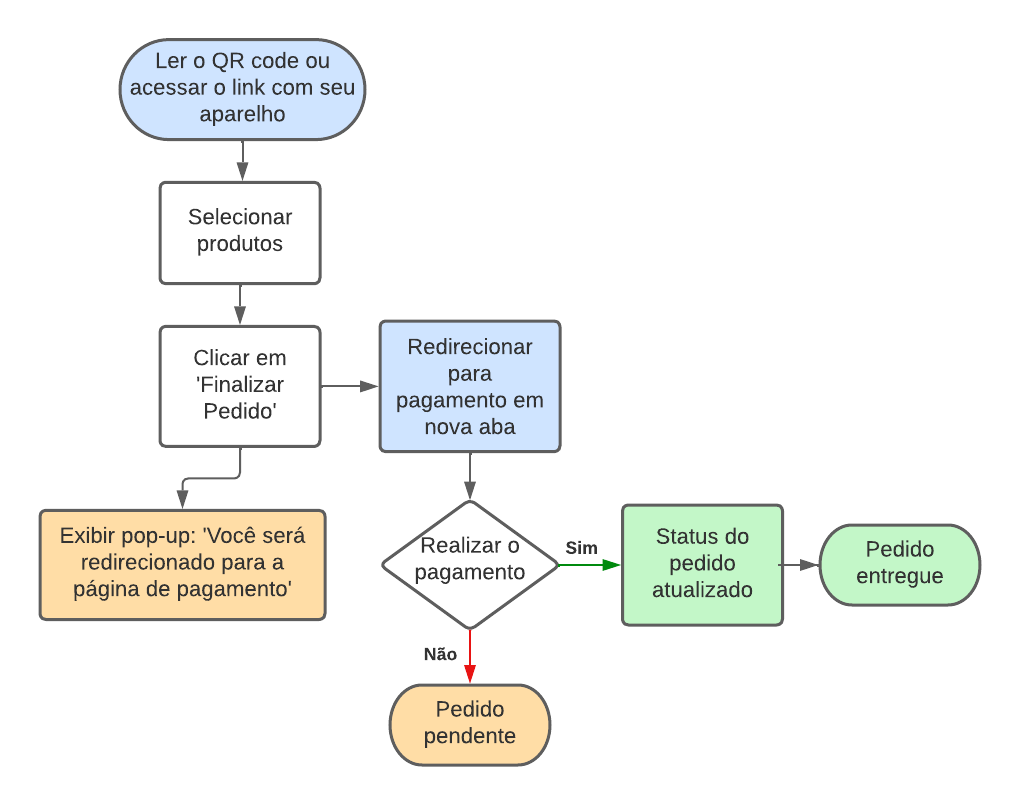 Ler o QR code ou
acessar o link com seu
aparelho
Selecionar
produtos
Clicar em
'Finalizar
Pedido'
Redirecionar
para
pagamento em
nova aba
Exibir pop-up: 'Você será
redirecionado para a
página de pagamento'
Realizar o
pagamento
Sim
Status do
pedido
atualizado
Pedido
entregue
Não
Pedido
pendente